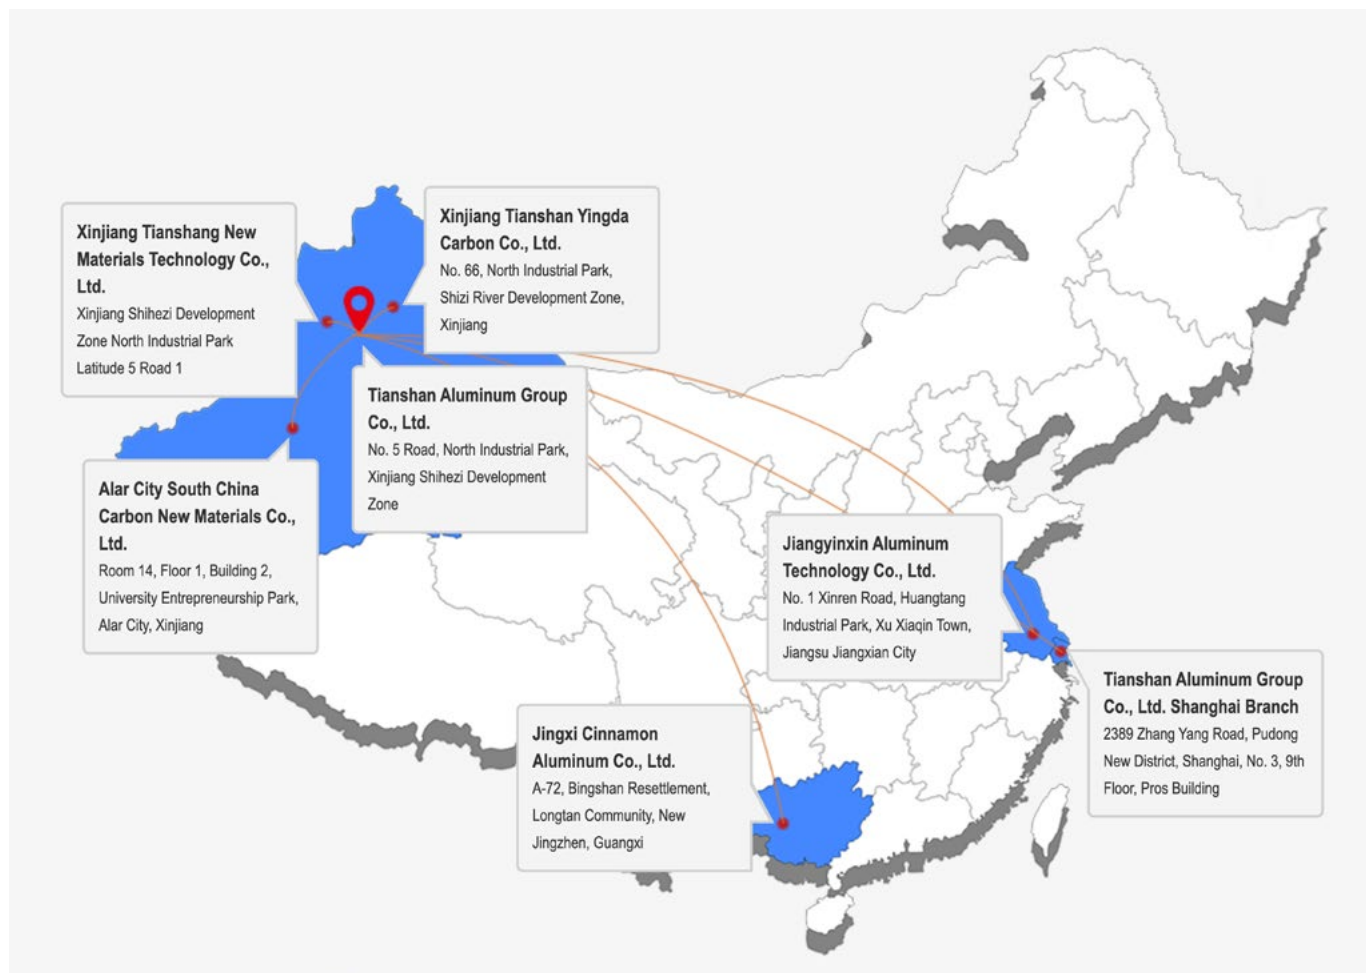 Xinjiang Tianshang New
Materials Technology Co.,
Ltd.
Xinjiang Shihezi Development
Zone North Industrial Park
Latitude 5 Road 1
Xinjiang Tianshan Yingda
Carbon Co., Ltd.
No. 66, North Industrial Park,
Shizi River Development Zone,
Xinjiang
Tianshan Aluminum Group
Co., Ltd.
No. 5 Road, North Industrial Park,
Xinjiang Shihezi Development
Zone
Alar City South China
Carbon New Materials Co.,
Ltd.
Room 14, Floor 1, Building 2,
University Entrepreneurship Park,
Alar City, Xinjiang
Jiangyinxin Aluminum
Technology Co., Ltd.
No. 1 Xinren Road, Huangtang
Industrial Park, Xu Xiaqin Town,
Jiangsu Jiangxian City
Tianshan Aluminum Group
Co., Ltd. Shanghai Branch
2389 Zhang Yang Road, Pudong
New District, Shanghai, No. 3, 9th
Floor, Pros Building
Jingxi Cinnamon
Aluminum Co., Ltd.
A-72, Bingshan Resettlement,
Longtan Community, New
Jingzhen, Guangxi